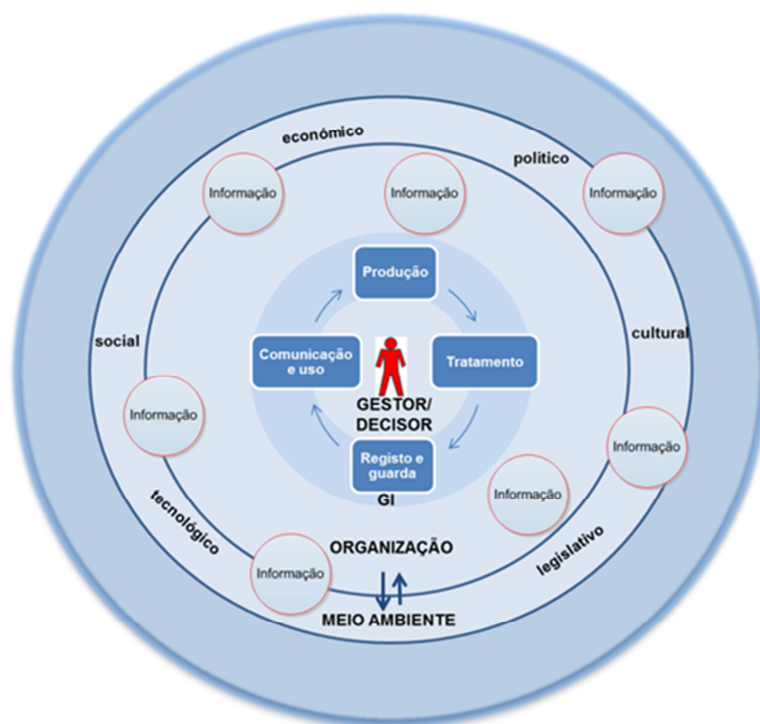 económico
político
Informação
Informação
Informação
Produção
social
cultural
Comunicação
e uso
Tratamento
GESTOR/
DECISOR
Informação
Informação
Registo e
guarda
GI
Informação
tecnológico
legislativo
ORGANIZAÇÃO
Informação
MEIO AMBIENTE